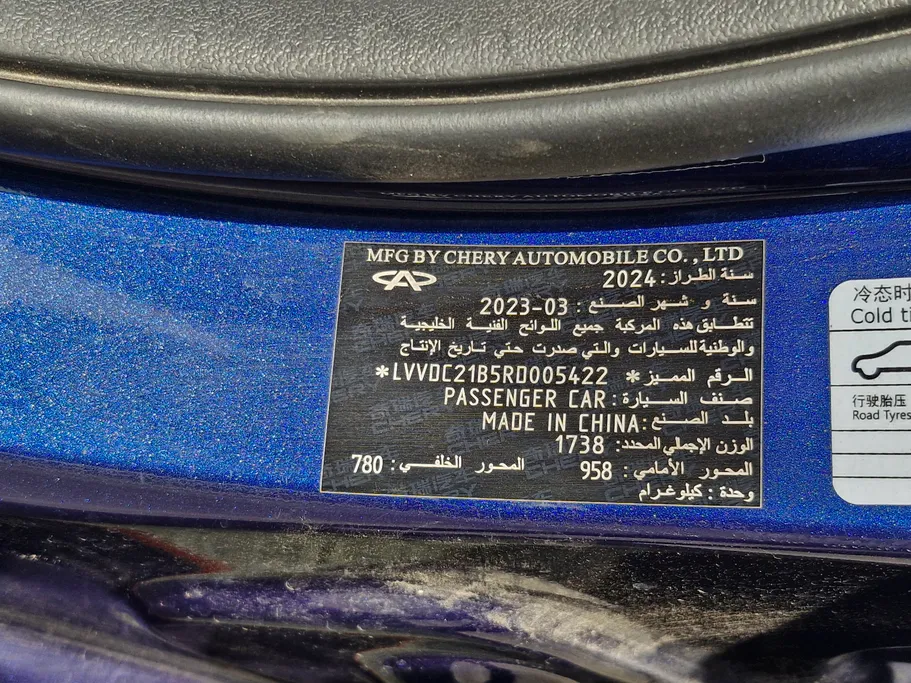 MFG BY CHERY AUTOMOBILE CO., LTD
سنة الطراز: 2024
سنة و شهر الصنع : 2023-03
تتطابق هذه المركبة جميع اللوائح الفنية الخليجية
والوطنية للسيارات والتي صدرت حتي تاريخ الإنتاج
الرقم المميز * LVVDC21B5RD005422*
صنف السيارة: PASSENGER CAR
بلد الصنع: MADE IN CHINA
الوزن الإجمالي المحدد: 1738
المحور الأمامي: 958 المحور الخلفي: 780
وحدة : كيلوغرام
冷态时
Cold
行驶胎压
Road Tyres